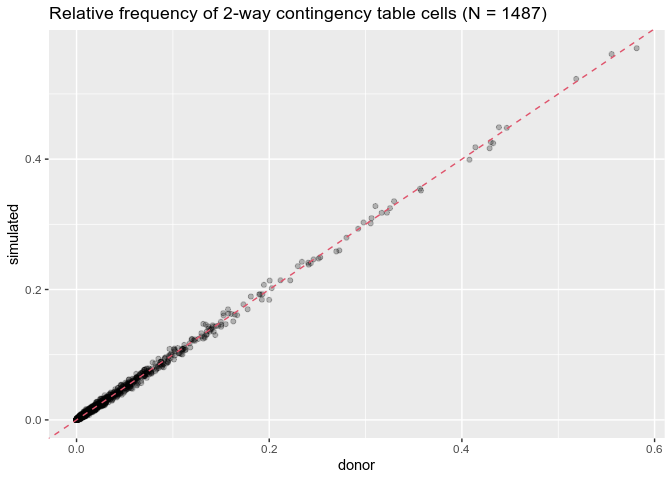 Relative frequency of 2-way contingency table cells (N = 1487)
simulated
0.4
0.2
0.0
0.0 0.2 0.4 0.6
donor